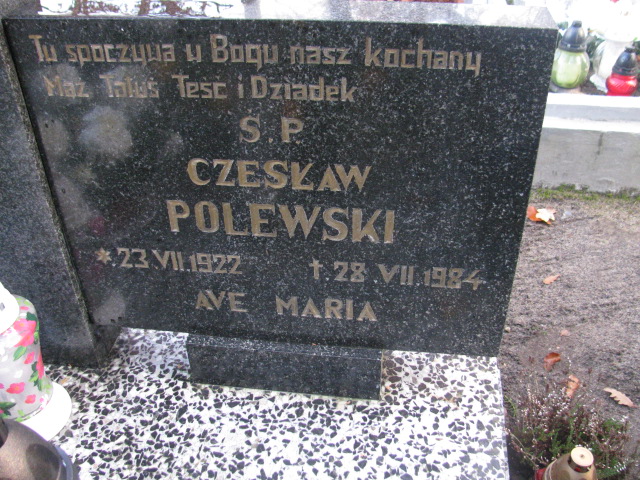 Tu spoczywa u Bogu nasz kochany
Mąż Tatuś Teść i Dziadek
Ś. P.
CZESŁAW
POLEWSKI
* 23 VII.1922 † 28 VII.1984
AVE MARIA